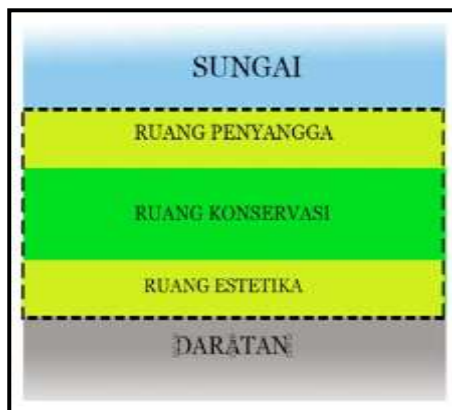 SUNGAI
RUANG PENYANGGA
RUANG KONSERVASI
RUANG ESTETIKA
DARATAN